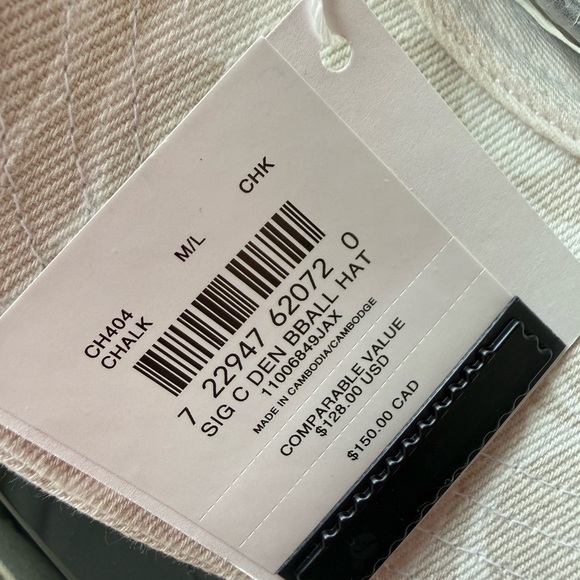 CH404
CHALK
M/L
CHK
7 22947 62072 0
SIG C DEN BBALL HAT
11006849JAX
MADE IN CAMBODIA/CAMBODGE
COMPARABLE VALUE
$128.00 USD
$150.00 CAD